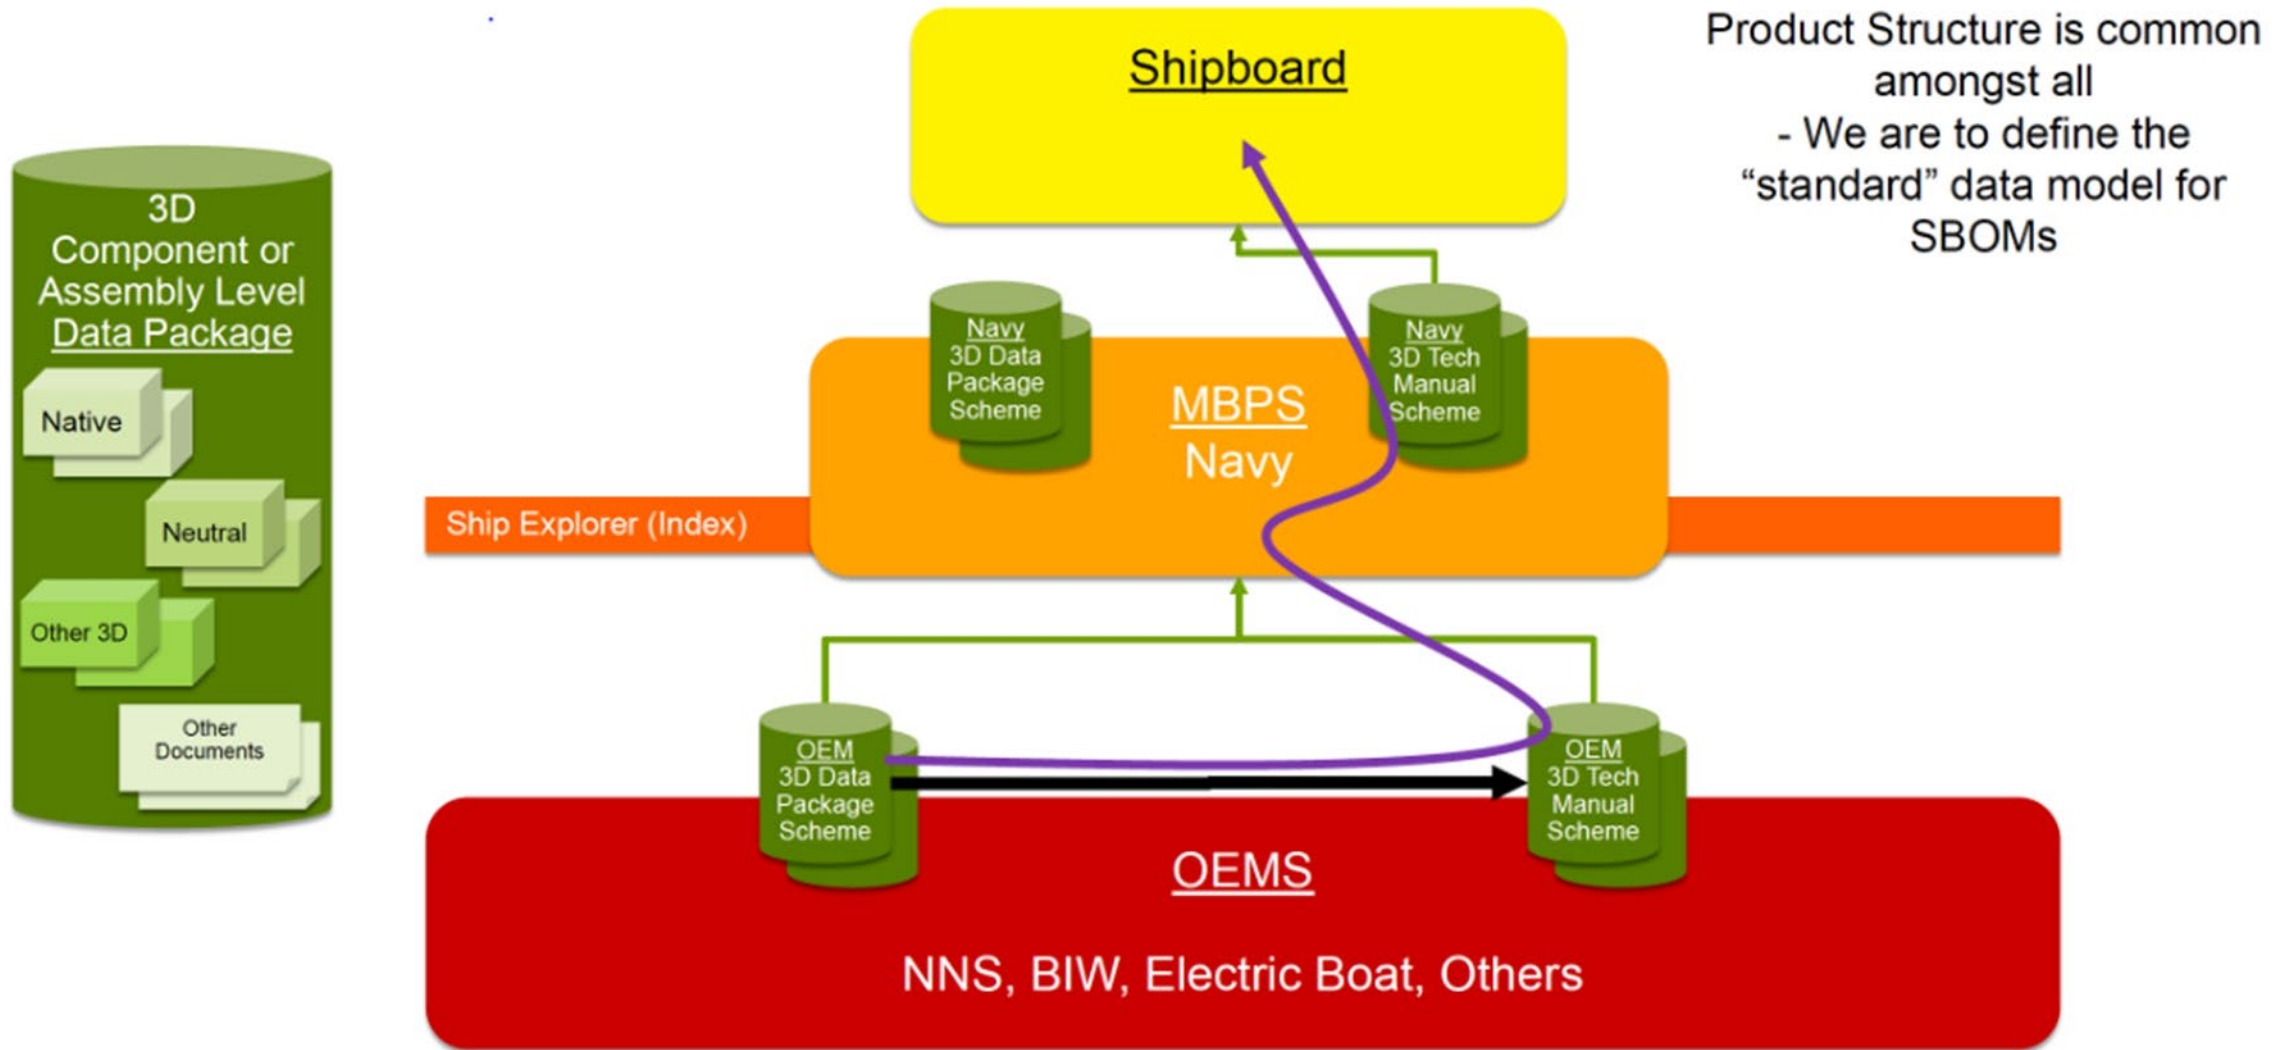 Product Structure is common
amongst all
- We are to define the
“standard” data model for
SBOMs
Shipboard
3D
Component or
Assembly Level
Data Package
Native
Neutral
Other 3D
Other
Documents
Navy
3D Data
Package
Scheme
MBPS
Navy
Navy
3D Tech
Manual
Scheme
Ship Explorer (Index)
OEM
3D Data
Package
Scheme
OEM
3D Tech
Manual
Scheme
OEMS
NNS, BIW, Electric Boat, Others